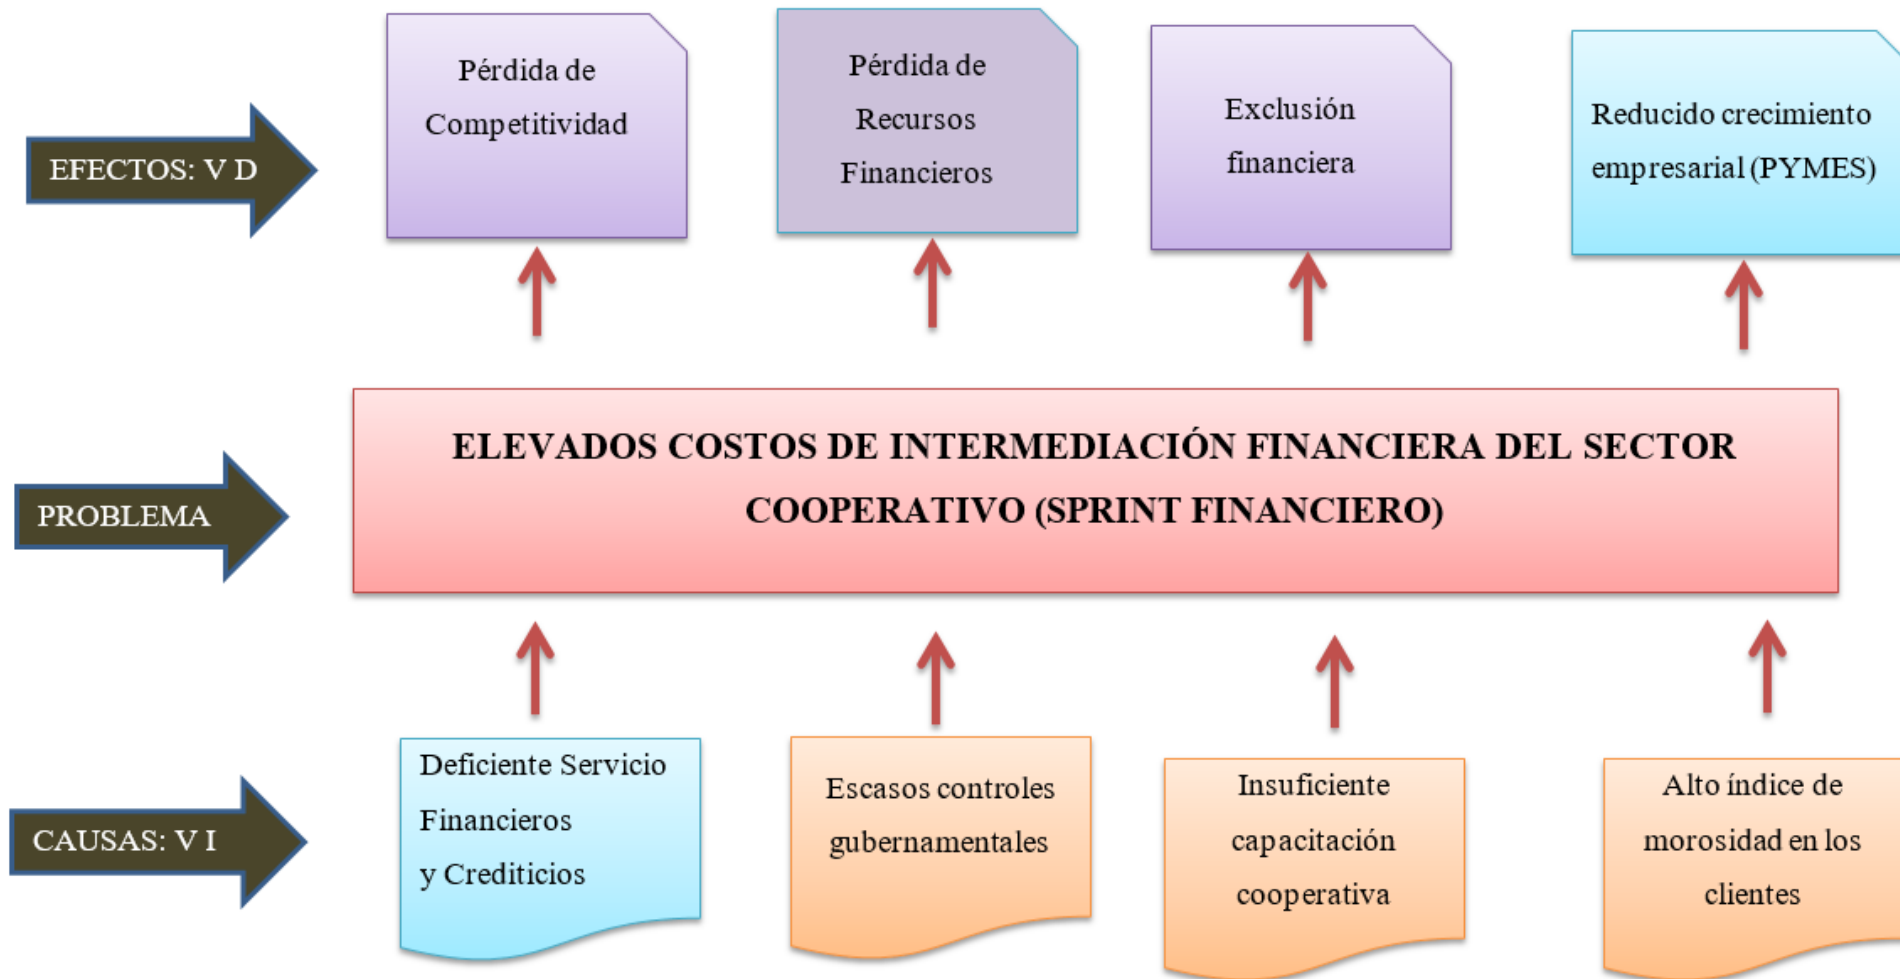 EFECTOS: V D
Pérdida de
Competitividad
Pérdida de
Recursos
Financieros
Exclusión
financiera
Reducido crecimiento
empresarial (PYMES)
PROBLEMA
ELEVADOS COSTOS DE INTERMEDIACIÓN FINANCIERA DEL SECTOR
COOPERATIVO (SPRINT FINANCIERO)
CAUSAS: V I
Deficiente Servicio
Financieros
y Crediticios
Escasos controles
gubernamentales
Insuficiente
capacitación
cooperativa
Alto índice de
morosidad en los
clientes